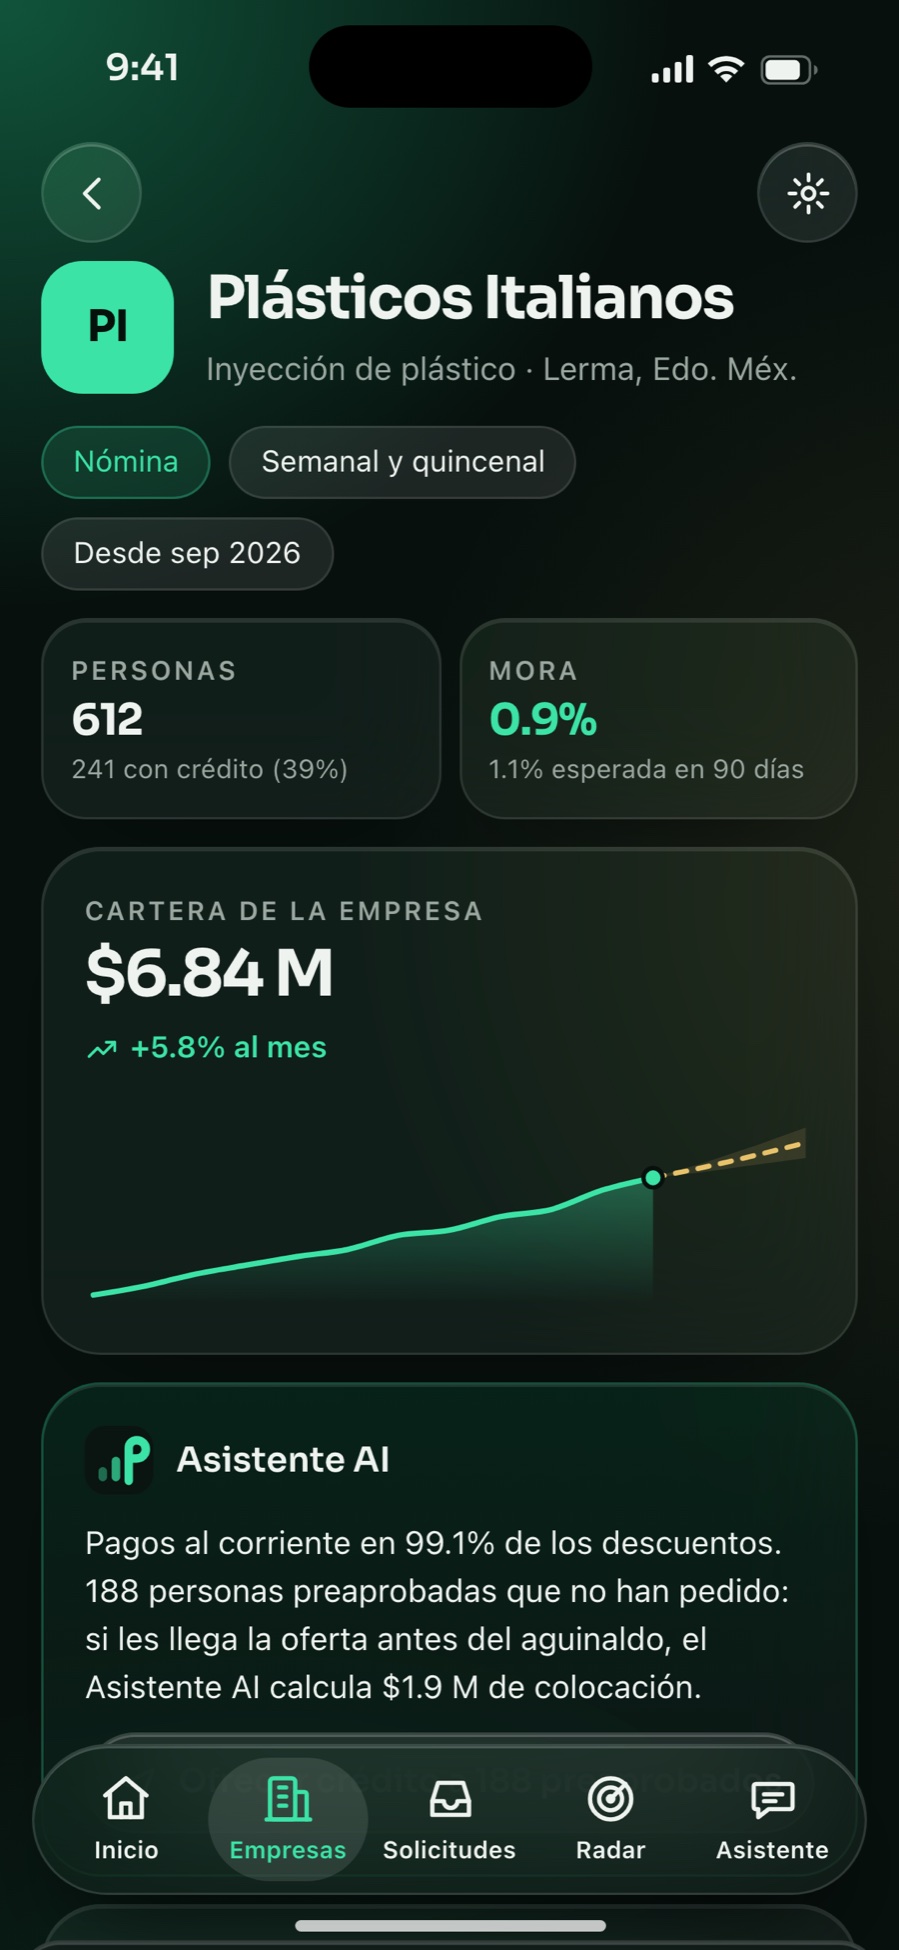 9:41
PI
Plásticos Italianos
Inyección de plástico · Lerma, Edo. Méx.
Nómina
Semanal y quincenal
Desde sep 2026
PERSONAS
612
241 con crédito (39%)
MORA
0.9%
1.1% esperada en 90 días
CARTERA DE LA EMPRESA
$6.84 M
+5.8% al mes
Asistente AI
Pagos al corriente en 99.1% de los descuentos.
188 personas preaprobadas que no han pedido:
si les llega la oferta antes del aguinaldo, el
Asistente AI calcula $1.9 M de colocación.
Inicio
Empresas
Solicitudes
Radar
Asistente